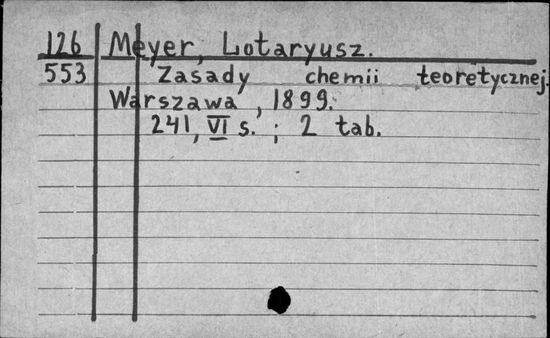 126 Meyer, Lotaryusz.
553 Zasady chemii teoretycznej.
Warszawa, 1899.
241, VI s. ; 2 tab.